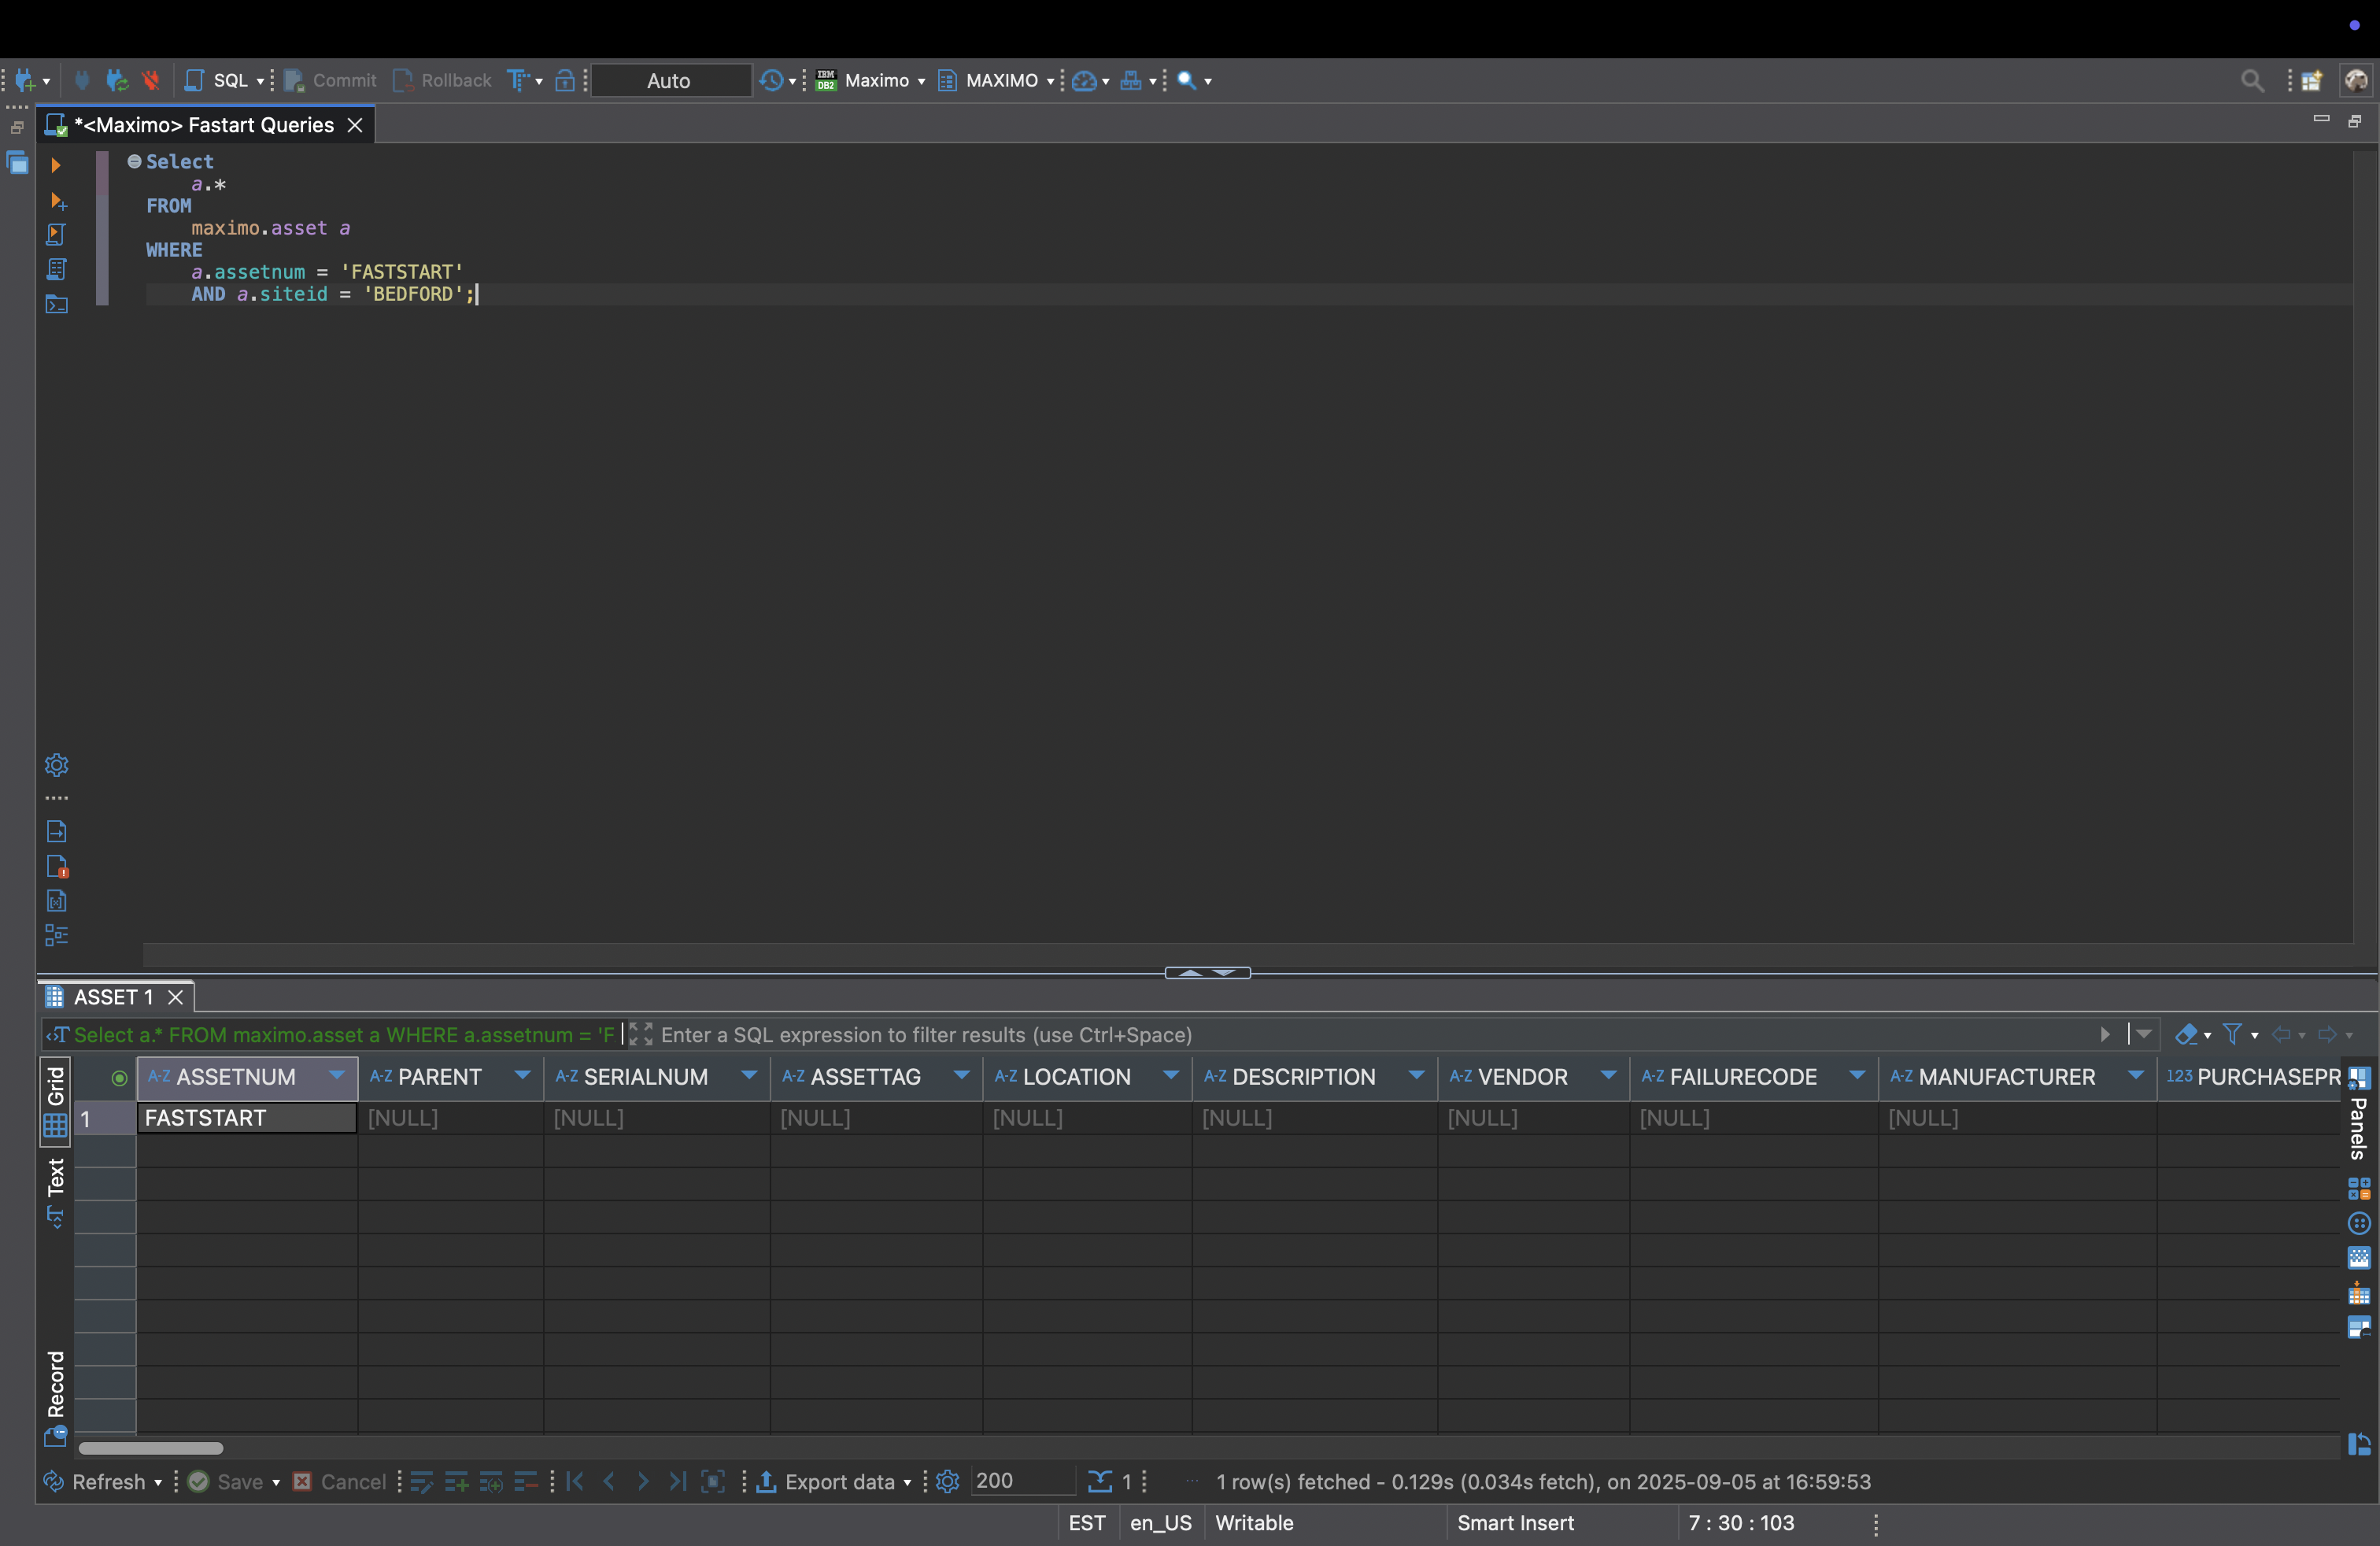 SQL Commit Rollback Auto IBM DB2 Maximo MAXIMO
*<Maximo> Fastart Queries
Select
a.*
FROM
maximo.asset a
WHERE
a.assetnum = 'FASTSTART'
AND a.siteid = 'BEDFORD';
ASSET 1
Select a.* FROM maximo.asset a WHERE a.assetnum = 'F Enter a SQL expression to filter results (use Ctrl+Space)
Grid
Text
Record
A-Z ASSETNUM A-Z PARENT A-Z SERIALNUM A-Z ASSETTAG A-Z LOCATION A-Z DESCRIPTION A-Z VENDOR A-Z FAILURECODE A-Z MANUFACTURER 123 PURCHASEPR
1 FASTSTART [NULL] [NULL] [NULL] [NULL] [NULL] [NULL] [NULL] [NULL]
Panels
Refresh Save Cancel Export data 200 1 1 row(s) fetched - 0.129s (0.034s fetch), on 2025-09-05 at 16:59:53
EST en_US Writable Smart Insert 7 : 30 : 103